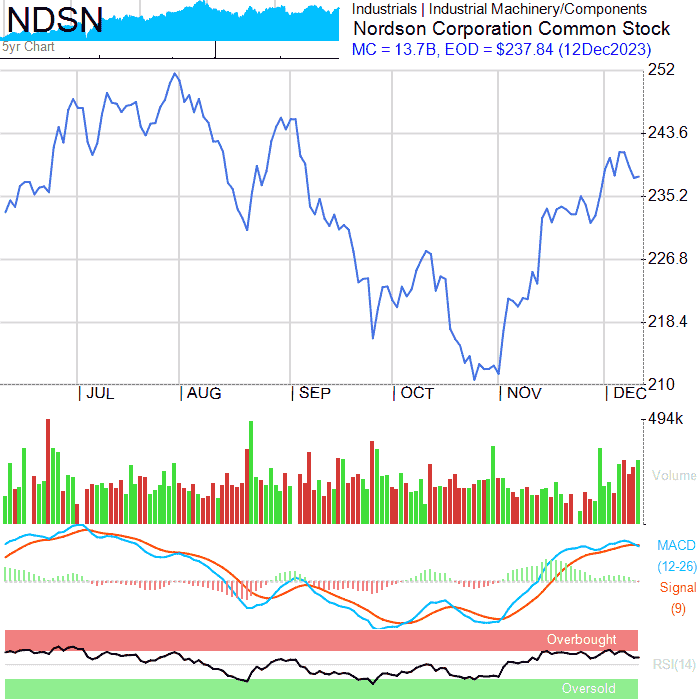 NDSN
5yr Chart
Industrials | Industrial Machinery/Components
Nordson Corporation Common Stock
MC = 13.7B, EOD = $237.84 (12Dec2023)
252
243.6
235.2
226.8
218.4
210
|JUL |AUG |SEP |OCT |NOV |DEC
494k
Volume
MACD
(12-26)
Signal
(9)
Overbought
RSI(14)
Oversold